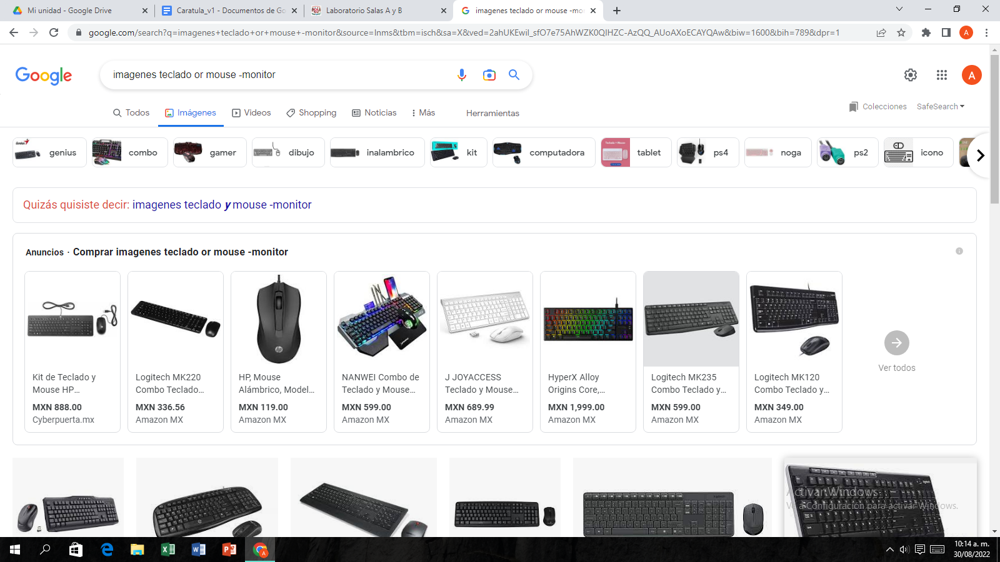 Mi unidad - Google Drive
Caratula_v1 - Documentos de Go
Laboratorio Salas A y B
imagenes teclado or mouse -mo
google.com/search?q=imagenes+teclado+or+mouse+-monitor&source=lnms&tbm=isch&sa=X&ved=2ahUKEwiI_sfO7e75AhWZK0QIHZC-AzQQ_AUoAXoECAYQAw&biw=1600&bih=789&dpr=1
A
Google
imagenes teclado or mouse -monitor
A
Todos
Imágenes
Videos
Shopping
Noticias
Más
Herramientas
Colecciones
SafeSearch
genius
combo
gamer
dibujo
inalambrico
kit
computadora
tablet
ps4
noga
ps2
icono
Quizás quisiste decir: imagenes teclado y mouse -monitor
Anuncios · Comprar imagenes teclado or mouse -monitor
Kit de Teclado y
Mouse HP...
MXN 888.00
Cyberpuerta.mx
Logitech MK220
Combo Teclado...
MXN 336.56
Amazon MX
HP, Mouse
Alámbrico, Model...
MXN 119.00
Amazon MX
NANWEI Combo de
Teclado y Mouse...
MXN 599.00
Amazon MX
J JOYACCESS
Teclado y Mouse...
MXN 689.99
Amazon MX
HyperX Alloy
Origins Core,...
MXN 1,999.00
Amazon MX
Logitech MK235
Combo Teclado y...
MXN 599.00
Amazon MX
Logitech MK120
Combo Teclado y...
MXN 349.00
Amazon MX
Ver todos
Activar Windows
Ve a Configuración para activar Windows.
10:14 a. m.
30/08/2022